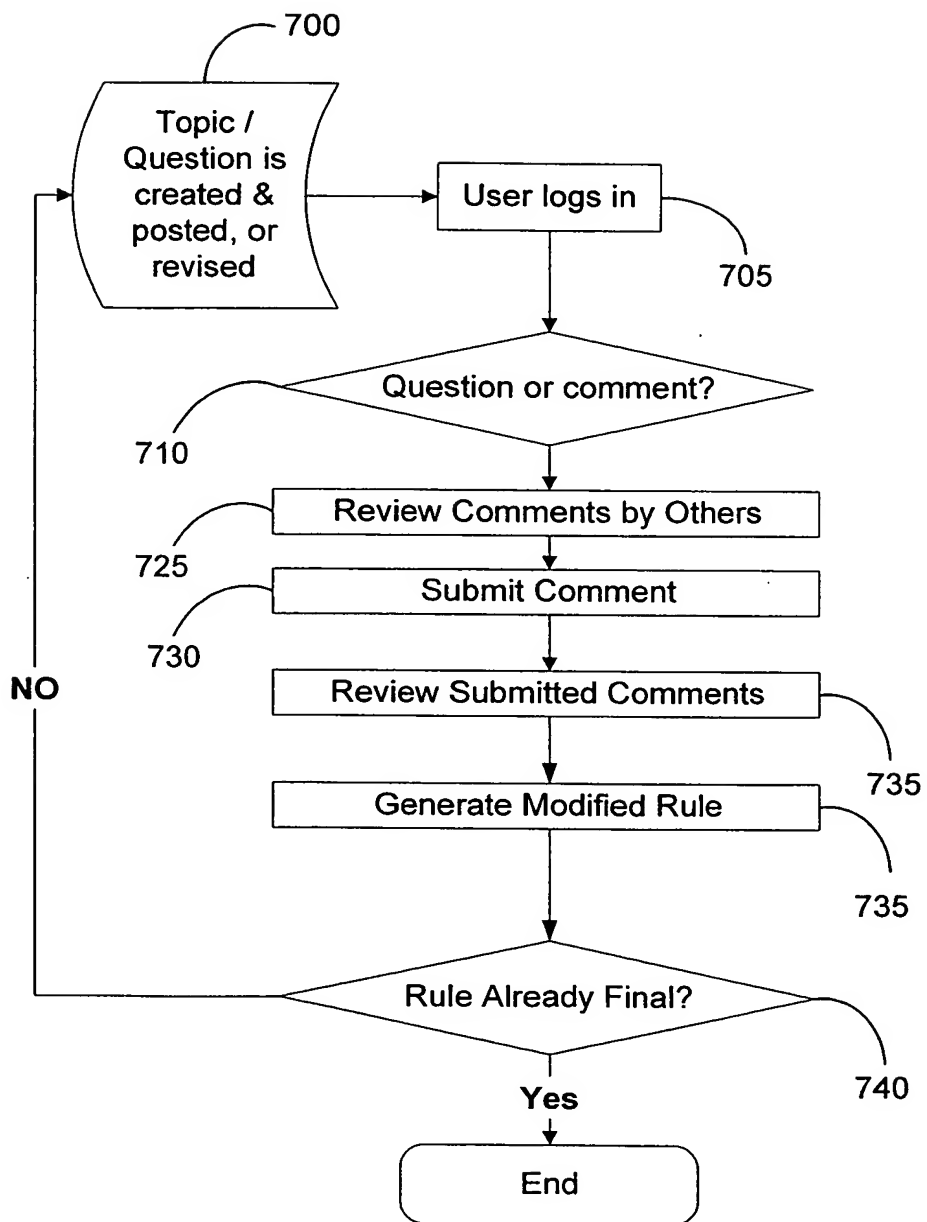 700
Topic /
Question is
created &
posted, or
revised
User logs in
705
Question or comment?
710
Review Comments by Others
725
Submit Comment
730
NO
Review Submitted Comments
735
Generate Modified Rule
735
Rule Already Final?
740
Yes
End